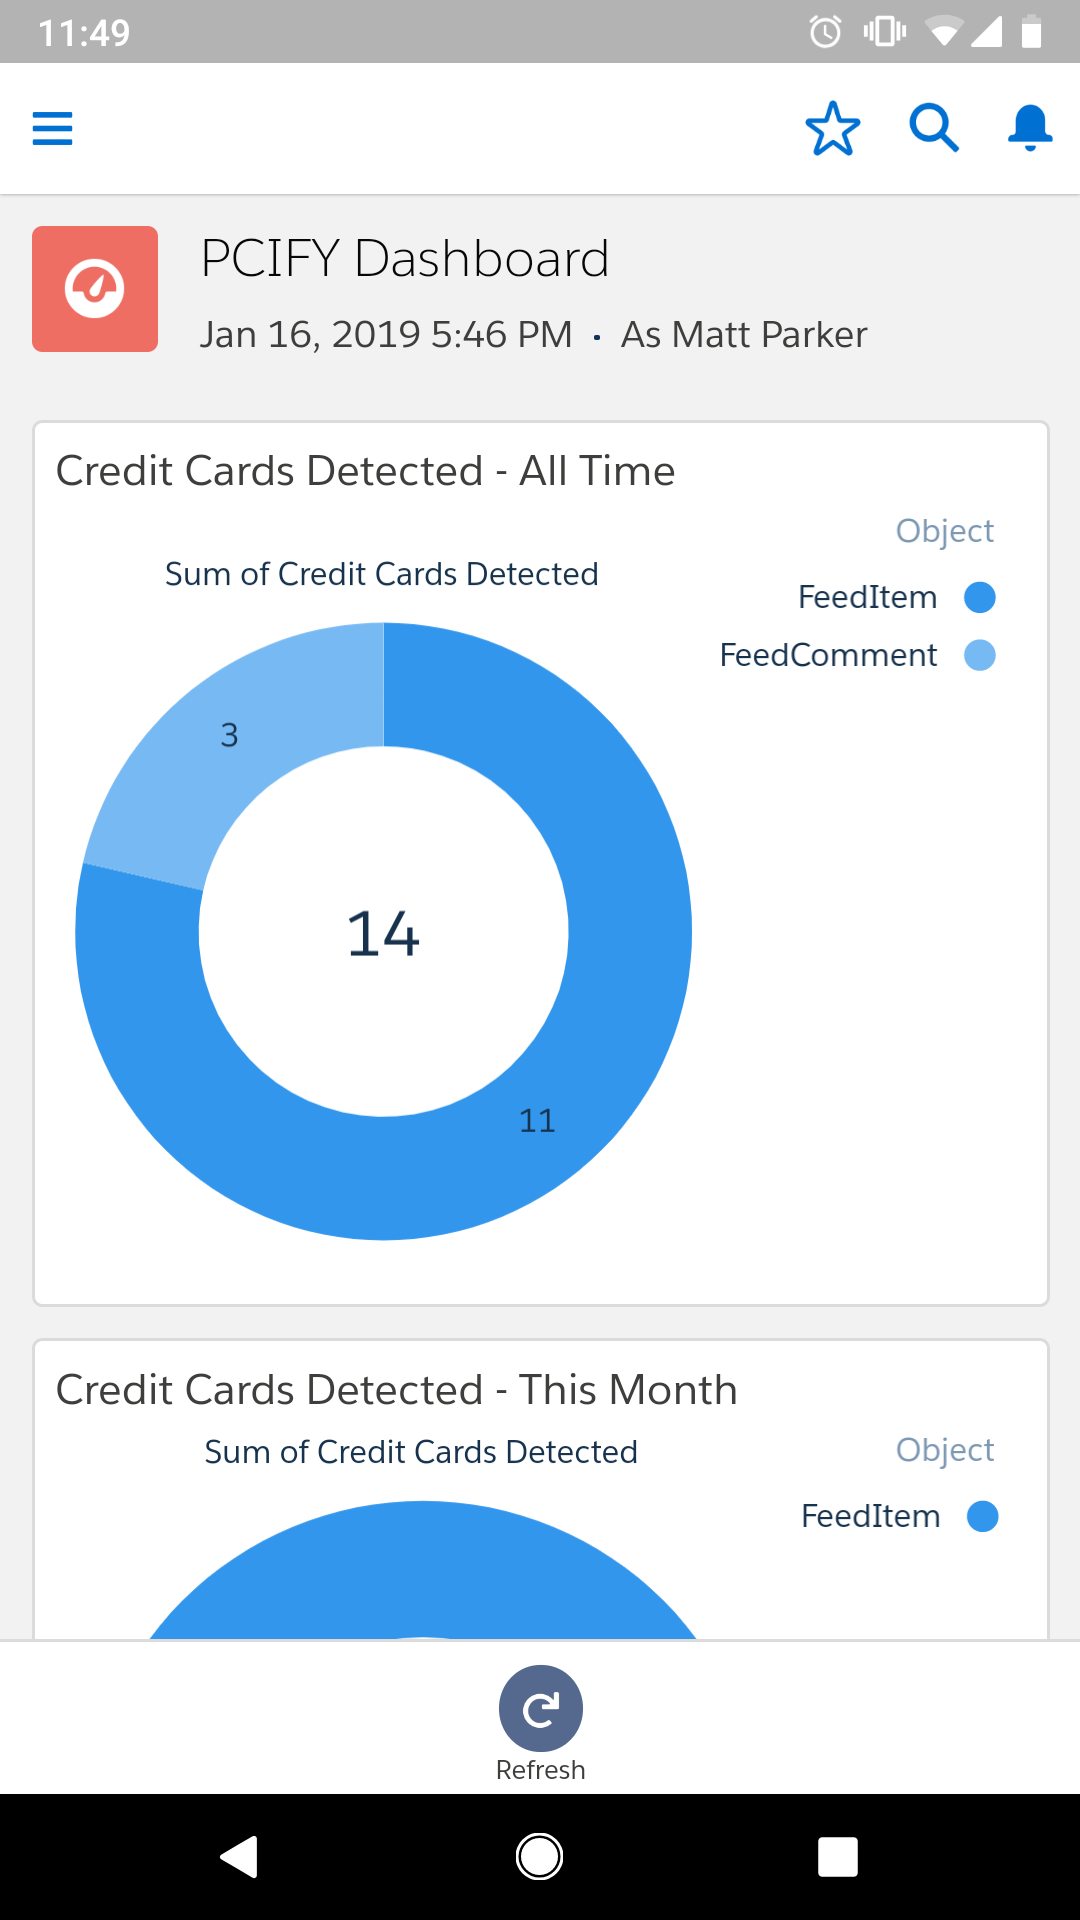 11:49
PCIFY Dashboard
Jan 16, 2019 5:46 PM · As Matt Parker
Credit Cards Detected - All Time
Object
Sum of Credit Cards Detected
FeedItem
FeedComment
3
14
11
Credit Cards Detected - This Month
Sum of Credit Cards Detected
Object
FeedItem
Refresh